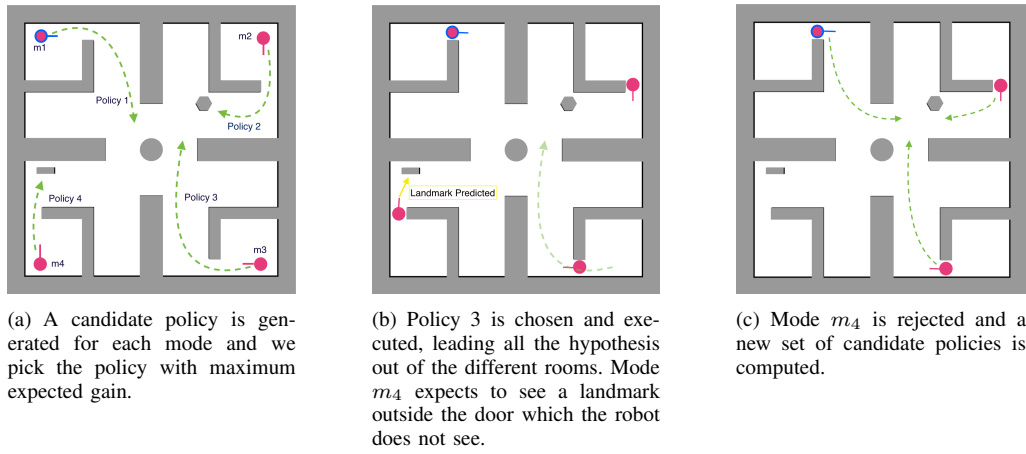 m1
m2
Policy 1
Policy 2
Policy 3
Policy 4
m3
m4
(a) A candidate policy is gen-
erated for each mode and we
pick the policy with maximum
expected gain.
Landmark Predicted
(b) Policy 3 is chosen and exe-
cuted, leading all the hypothesis
out of the different rooms. Mode
m4 expects to see a landmark
outside the door which the robot
does not see.
(c) Mode m4 is rejected and a
new set of candidate policies is
computed.